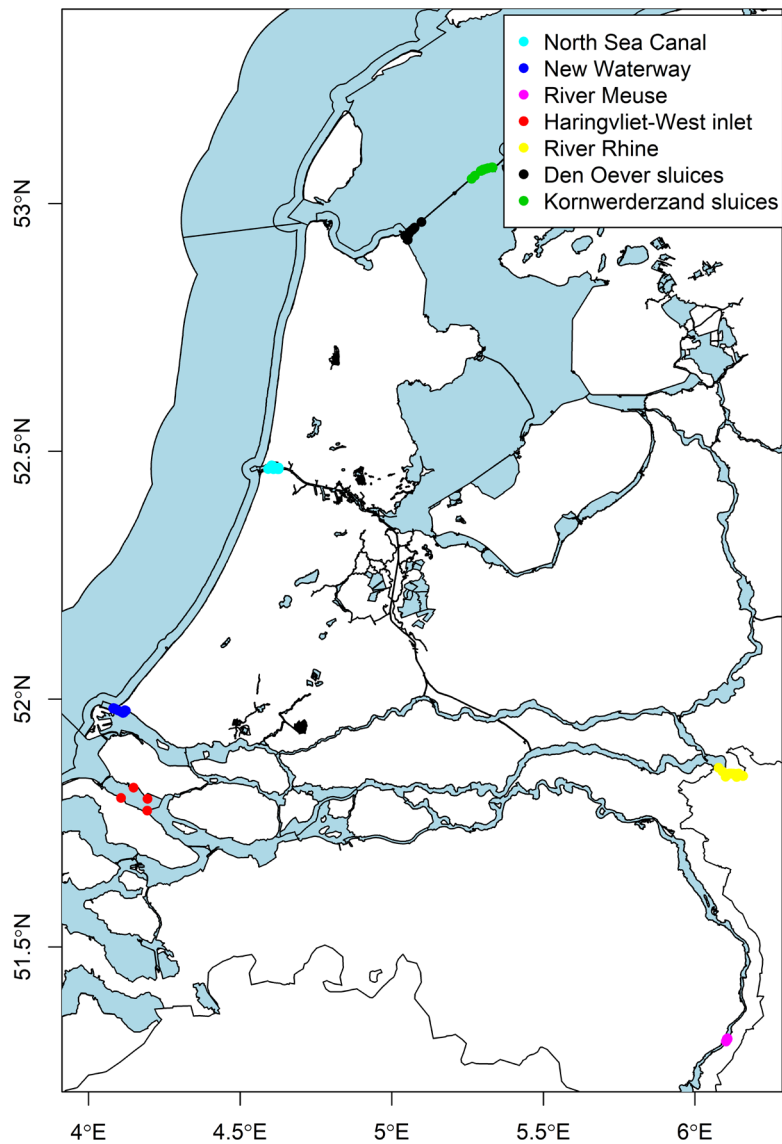 North Sea Canal
New Waterway
River Meuse
Haringvliet-West inlet
River Rhine
Den Oever sluices
Kornwerderzand sluices
53°N
52.5°N
52°N
51.5°N
4°E
4.5°E
5°E
5.5°E
6°E